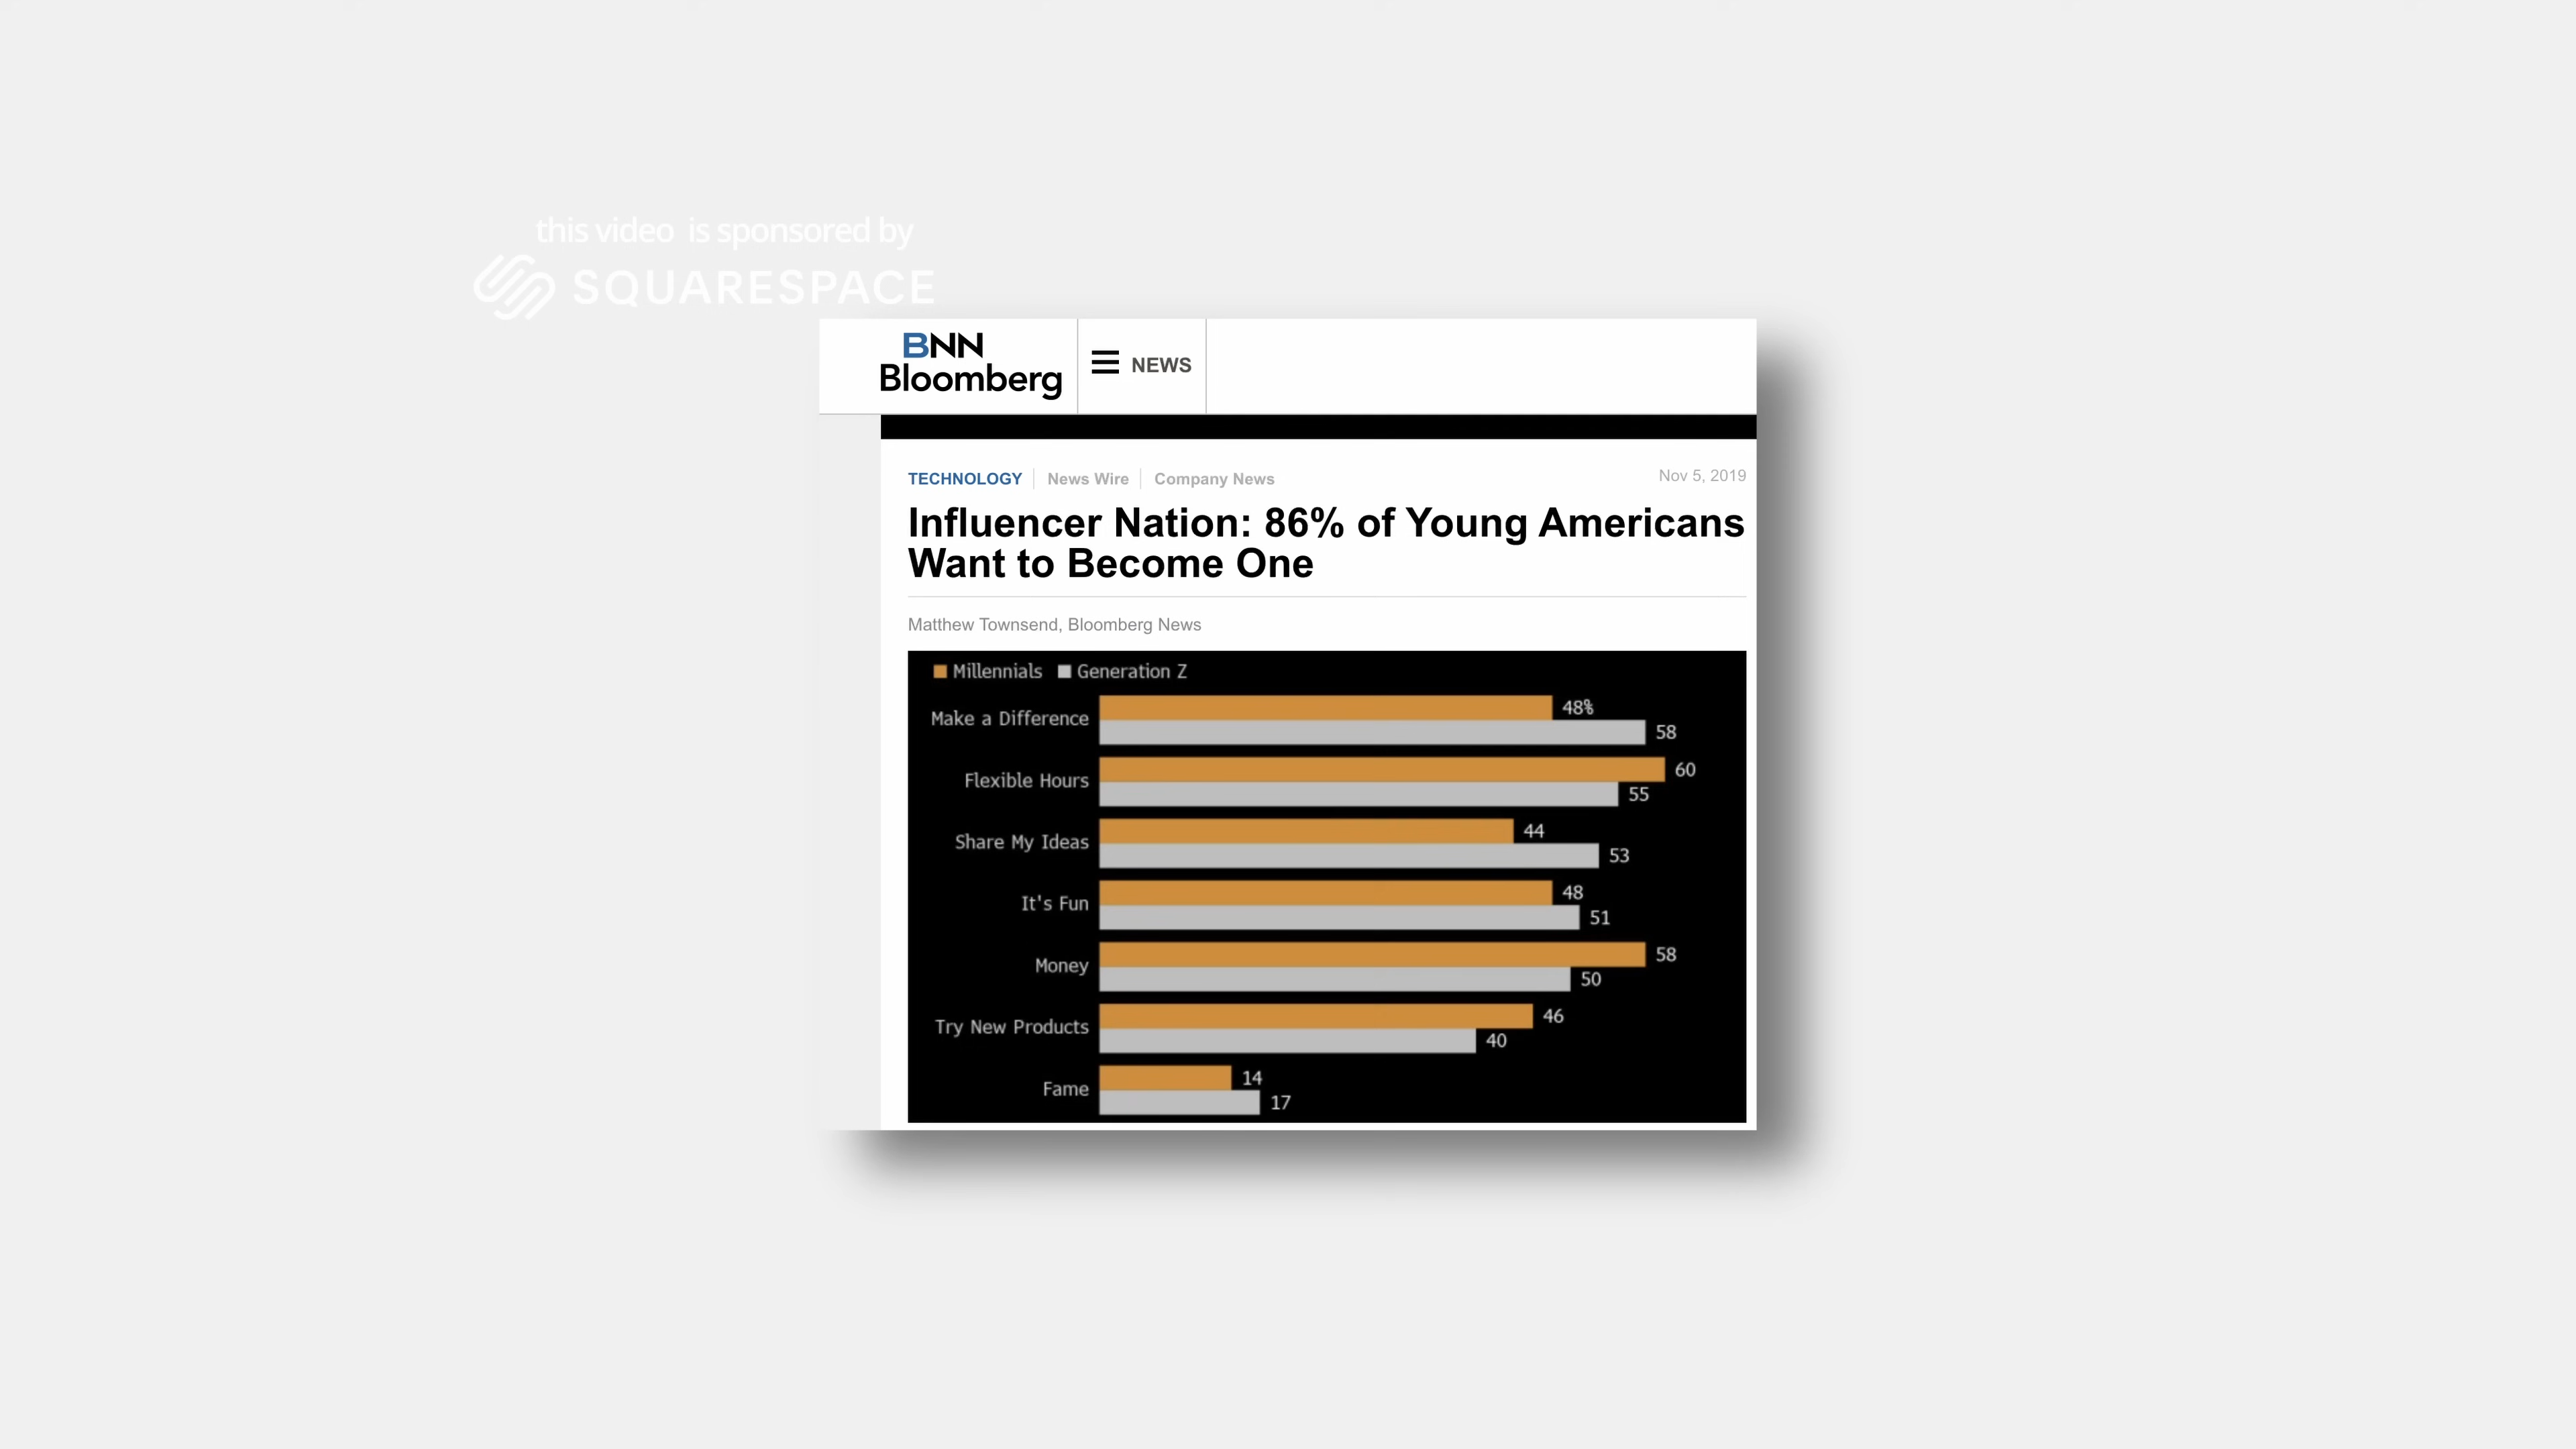 this video is sponsored by
SQUARESPACE
BNN
Bloomberg
NEWS
TECHNOLOGY News Wire Company News
Nov 5, 2019
Influencer Nation: 86% of Young Americans
Want to Become One
Matthew Townsend, Bloomberg News
Millennials Generation Z
Make a Difference 48% 58
Flexible Hours 60 55
Share My Ideas 44 53
It's Fun 48 51
Money 58 50
Try New Products 46 40
Fame 14 17